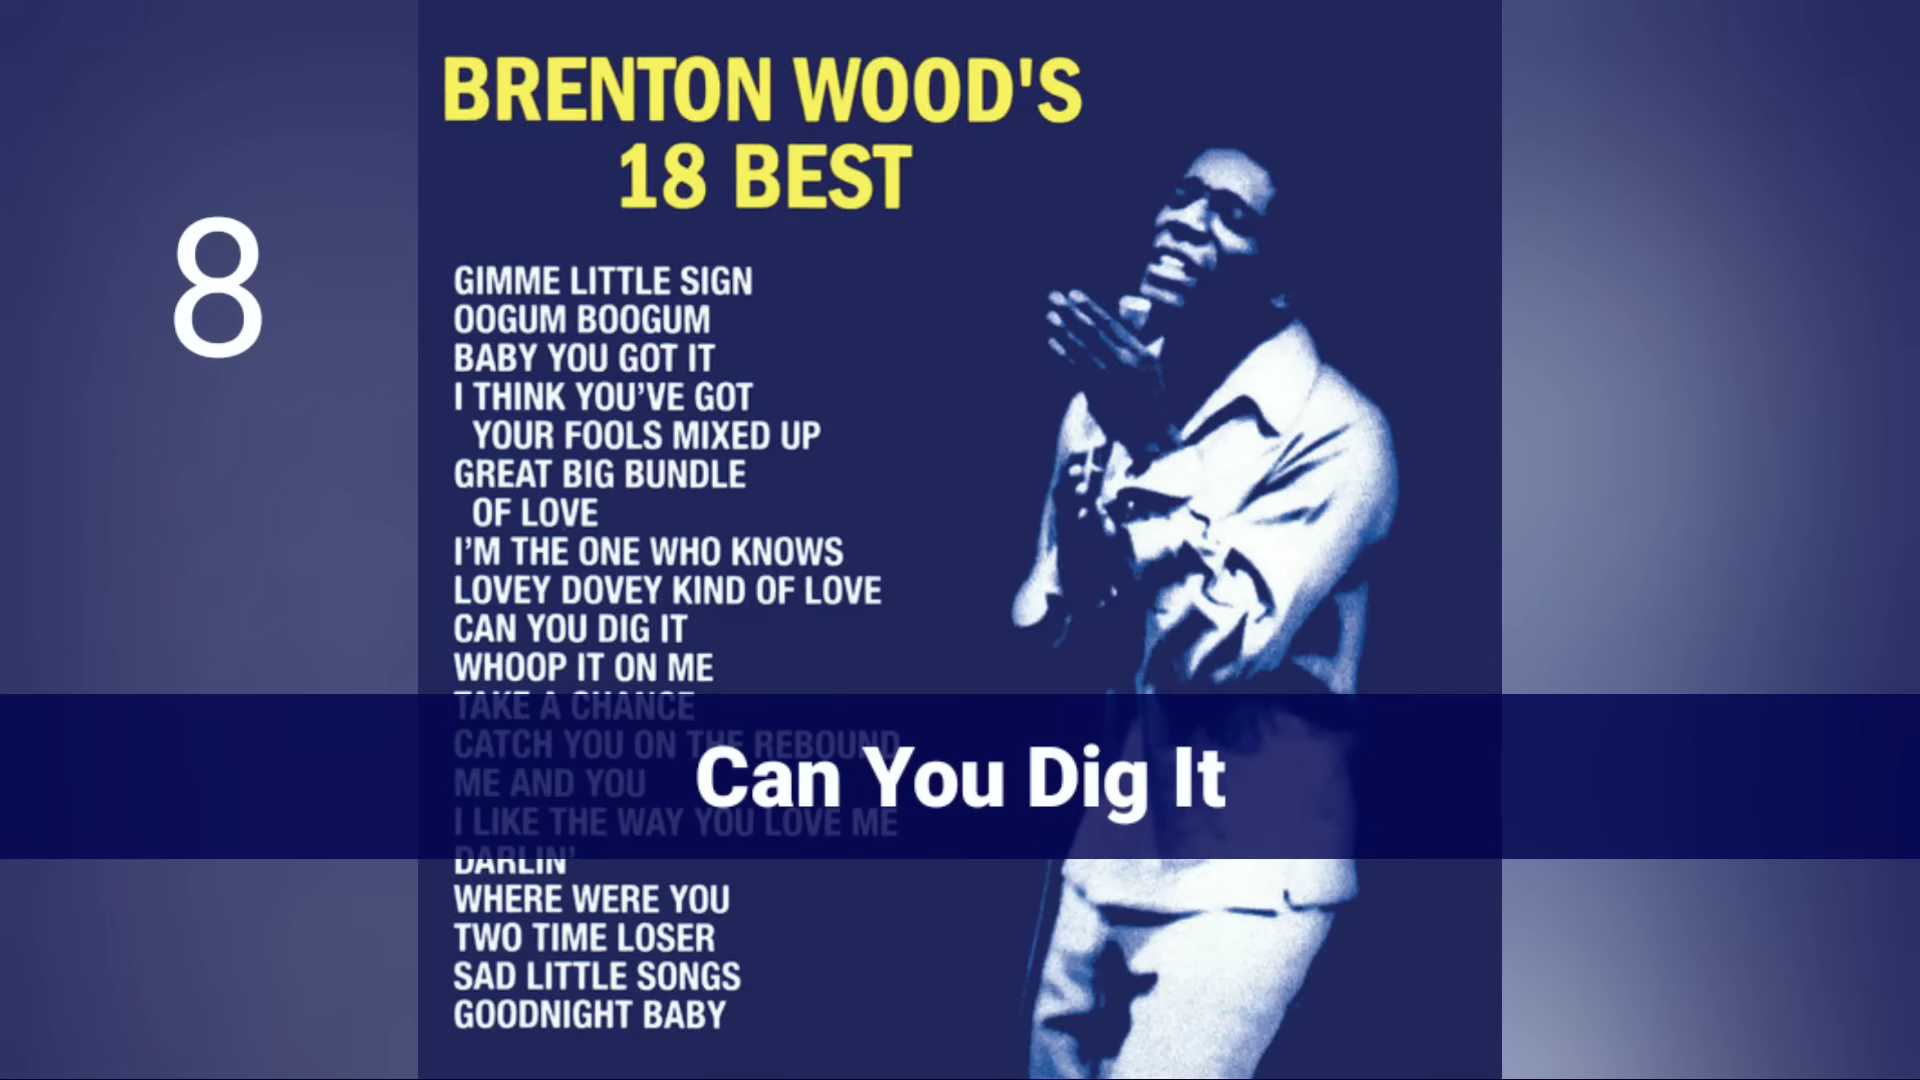 BRENTON WOOD'S
18 BEST
8
GIMME LITTLE SIGN
OOGUM BOOGUM
BABY YOU GOT IT
I THINK YOU'VE GOT
YOUR FOOLS MIXED UP
GREAT BIG BUNDLE
OF LOVE
I'M THE ONE WHO KNOWS
LOVEY DOVEY KIND OF LOVE
CAN YOU DIG IT
WHOOP IT ON ME
TAKE A CHANCE
CATCH YOU ON THE REBOUND
ME AND YOU
I LIKE THE WAY YOU LOVE ME
Can You Dig It
DARLIN'
WHERE WERE YOU
TWO TIME LOSER
SAD LITTLE SONGS
GOODNIGHT BABY